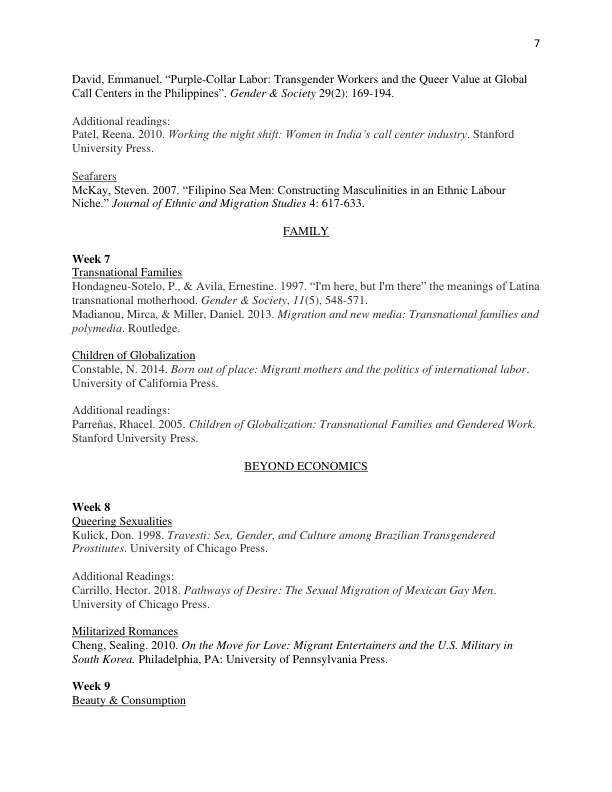 7
David, Emmanuel. “Purple-Collar Labor: Transgender Workers and the Queer Value at Global
Call Centers in the Philippines”. Gender & Society 29(2): 169-194.
Additional readings:
Patel, Reena. 2010. Working the night shift: Women in India’s call center industry. Stanford
University Press.
Seafarers
McKay, Steven. 2007. “Filipino Sea Men: Constructing Masculinities in an Ethnic Labour
Niche.” Journal of Ethnic and Migration Studies 4: 617-633.
FAMILY
Week 7
Transnational Families
Hondagneu-Sotelo, P., & Avila, Ernestine. 1997. “I'm here, but I'm there” the meanings of Latina
transnational motherhood. Gender & Society, 11(5), 548-571.
Madianou, Mirca, & Miller, Daniel. 2013. Migration and new media: Transnational families and
polymedia. Routledge.
Children of Globalization
Constable, N. 2014. Born out of place: Migrant mothers and the politics of international labor.
University of California Press.
Additional readings:
Parreñas, Rhacel. 2005. Children of Globalization: Transnational Families and Gendered Work.
Stanford University Press.
BEYOND ECONOMICS
Week 8
Queering Sexualities
Kulick, Don. 1998. Travesti: Sex, Gender, and Culture among Brazilian Transgendered
Prostitutes. University of Chicago Press.
Additional Readings:
Carrillo, Hector. 2018. Pathways of Desire: The Sexual Migration of Mexican Gay Men.
University of Chicago Press.
Militarized Romances
Cheng, Sealing. 2010. On the Move for Love: Migrant Entertainers and the U.S. Military in
South Korea. Philadelphia, PA: University of Pennsylvania Press.
Week 9
Beauty & Consumption